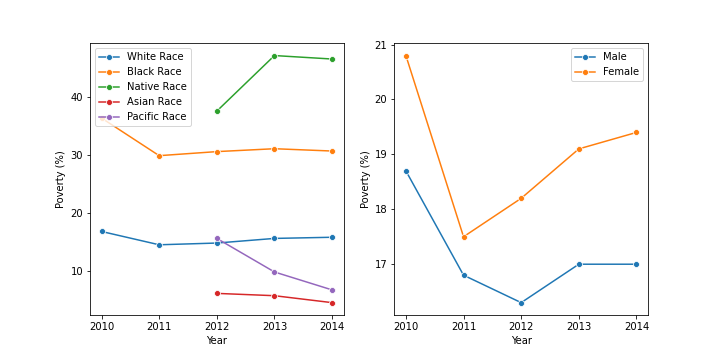 White Race
Black Race
Native Race
Asian Race
Pacific Race
40
30
20
10
Poverty (%)
2010 2011 2012 2013 2014
Year
Male
Female
21
20
19
18
17
Poverty (%)
2010 2011 2012 2013 2014
Year